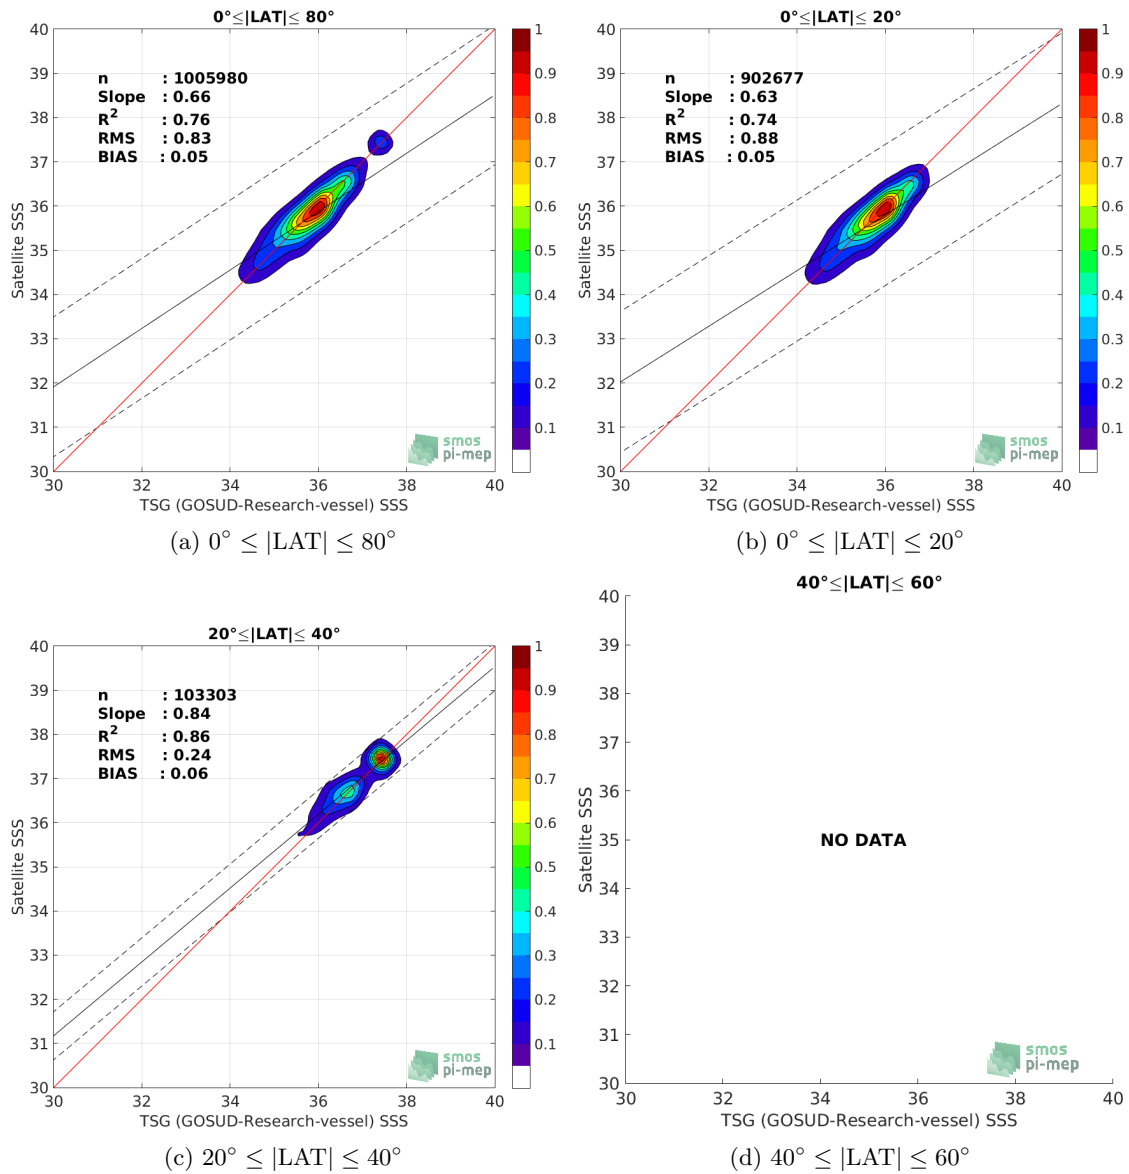 0°≤|LAT|≤ 80°
n : 1005980
Slope : 0.66
R2 : 0.76
RMS : 0.83
BIAS : 0.05
Satellite SSS
40
39
38
37
36
35
34
33
32
31
30
30 32 34 36 38 40
TSG (GOSUD-Research-vessel) SSS
1
0.9
0.8
0.7
0.6
0.5
0.4
0.3
0.2
0.1
smos
pi-mep
(a) 0° ≤ |LAT| ≤ 80°
0°≤|LAT|≤ 20°
n : 902677
Slope : 0.63
R2 : 0.74
RMS : 0.88
BIAS : 0.05
Satellite SSS
40
39
38
37
36
35
34
33
32
31
30
30 32 34 36 38 40
TSG (GOSUD-Research-vessel) SSS
1
0.9
0.8
0.7
0.6
0.5
0.4
0.3
0.2
0.1
smos
pi-mep
(b) 0° ≤ |LAT| ≤ 20°
20°≤|LAT|≤ 40°
n : 103303
Slope : 0.84
R2 : 0.86
RMS : 0.24
BIAS : 0.06
Satellite SSS
40
39
38
37
36
35
34
33
32
31
30
30 32 34 36 38 40
TSG (GOSUD-Research-vessel) SSS
1
0.9
0.8
0.7
0.6
0.5
0.4
0.3
0.2
0.1
smos
pi-mep
(c) 20° ≤ |LAT| ≤ 40°
40°≤|LAT|≤ 60°
NO DATA
Satellite SSS
40
39
38
37
36
35
34
33
32
31
30
30 32 34 36 38 40
TSG (GOSUD-Research-vessel) SSS
smos
pi-mep
(d) 40° ≤ |LAT| ≤ 60°